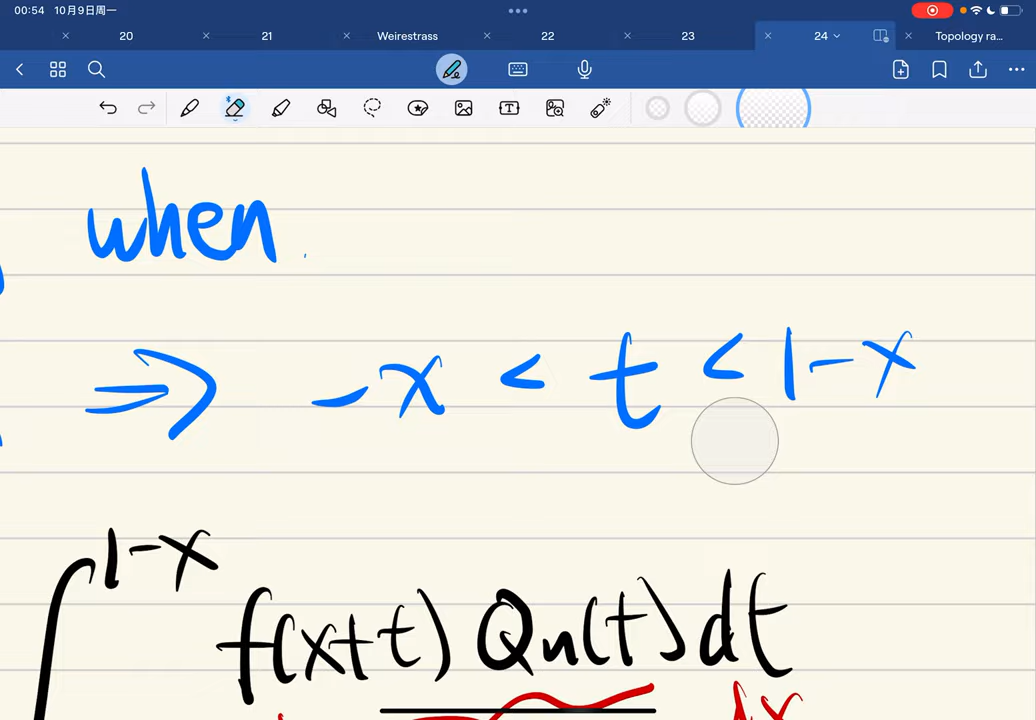 00:54 10月9日周一
20 21 Weirestrass 22 23 24 Topology ra...
when
⇒ -x < t < 1-x
∫^{1-x} f(x+t) Qn(t)dt